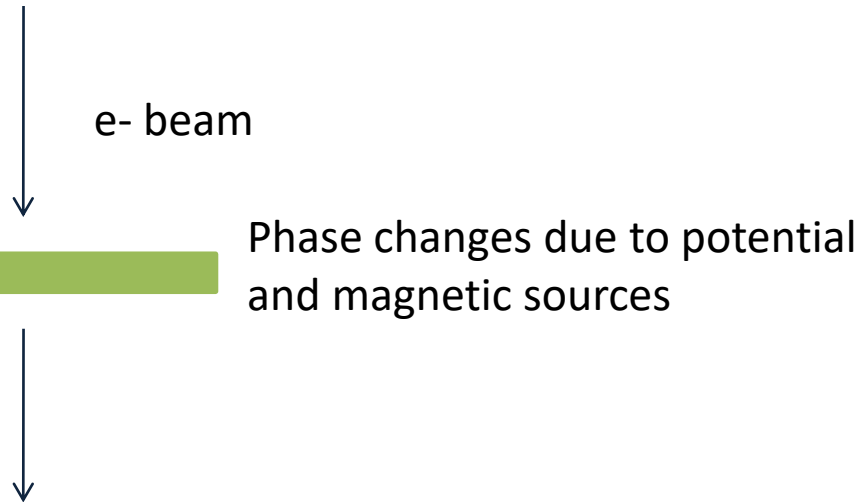 e- beam
Phase changes due to potential
and magnetic sources